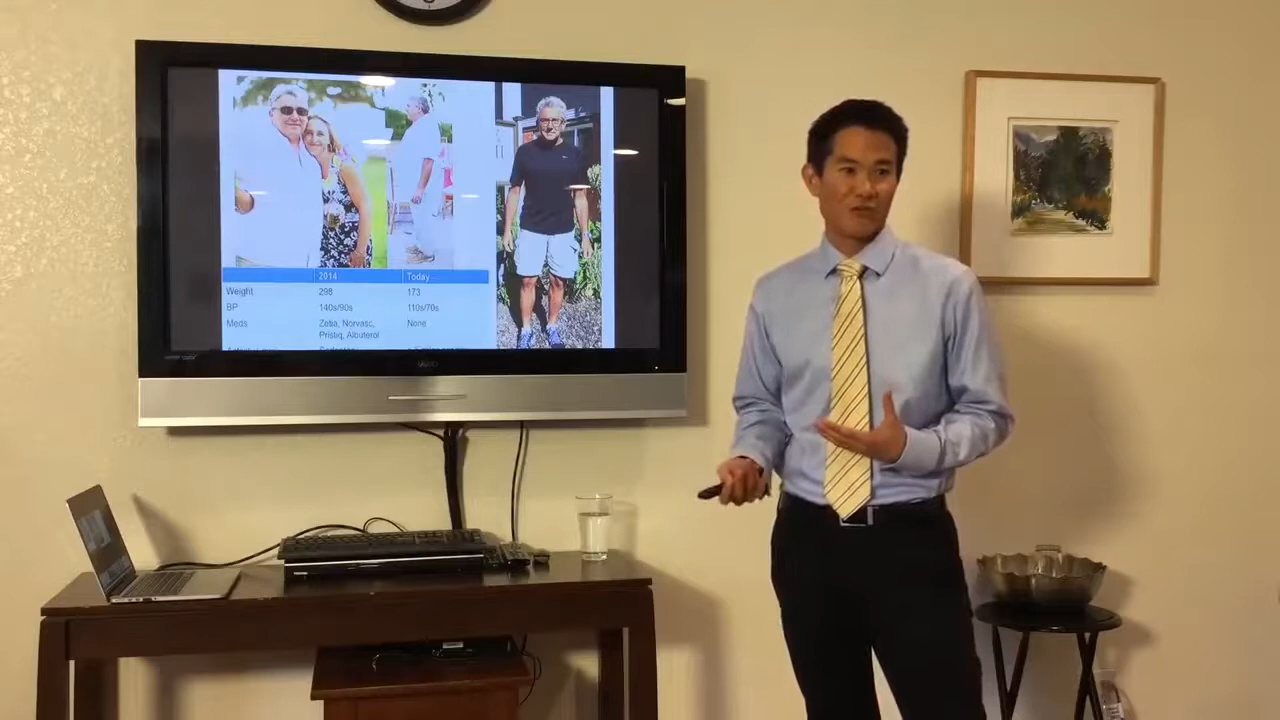 2014 Today
Weight 298 173
BP 140s/90s 110s/70s
Meds Zetia, Norvasc, None
Pristiq, Albuterol